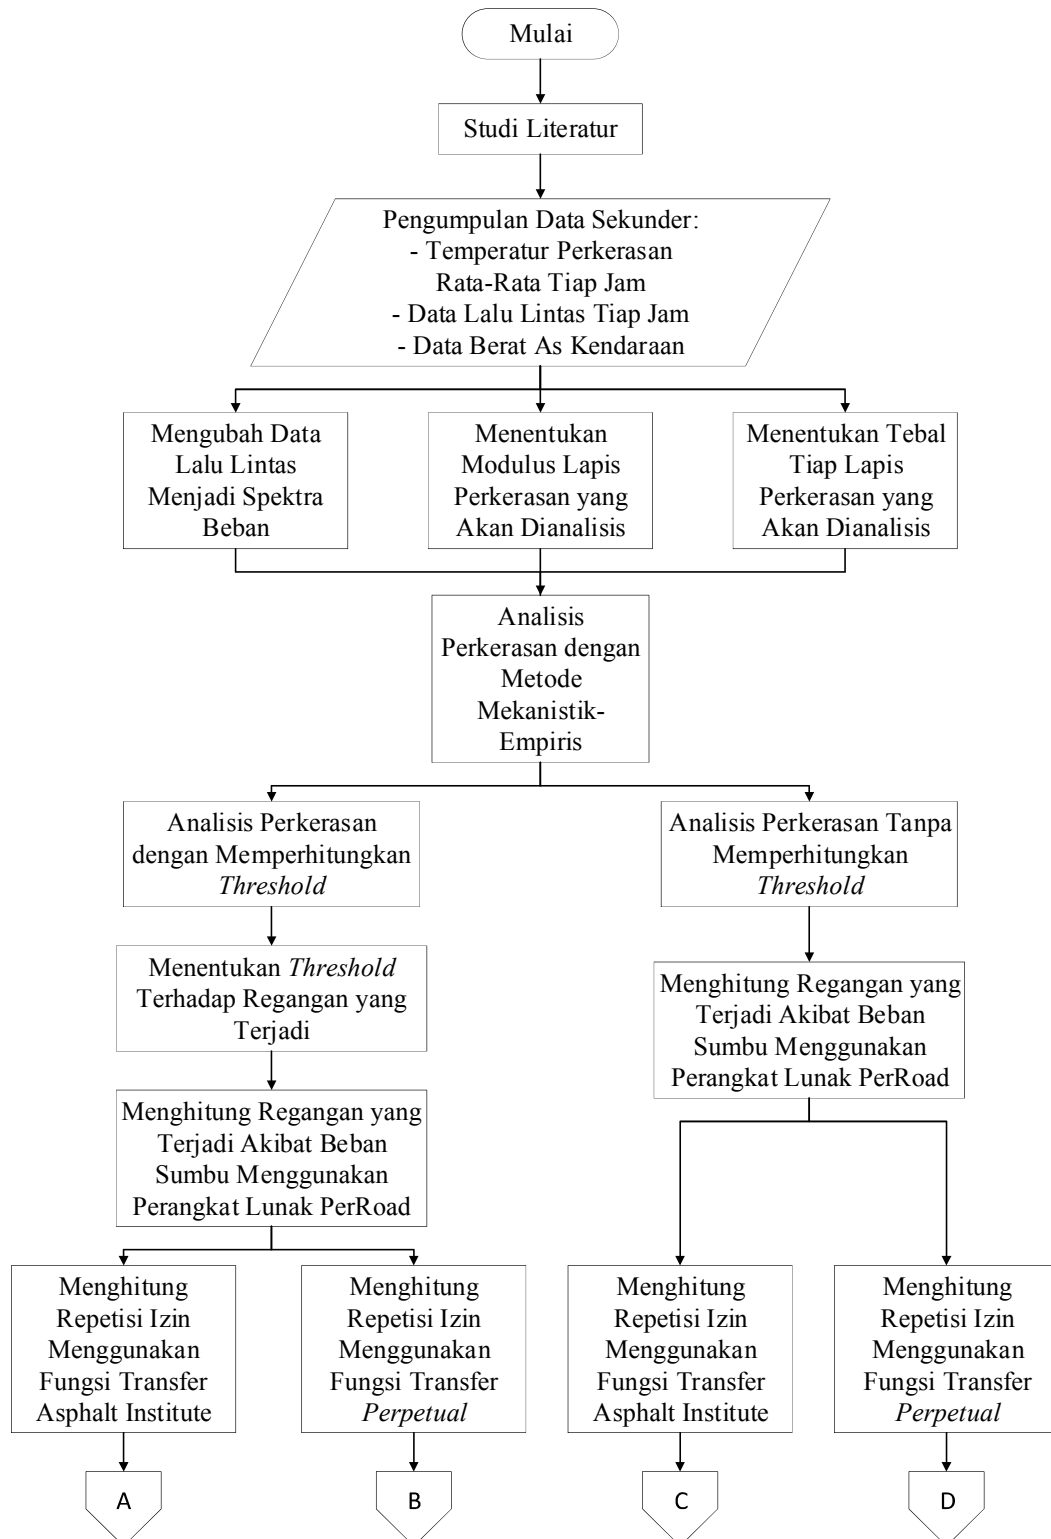 Mulai
Studi Literatur
Pengumpulan Data Sekunder:
- Temperatur Perkerasan
Rata-Rata Tiap Jam
- Data Lalu Lintas Tiap Jam
- Data Berat As Kendaraan
Mengubah Data
Lalu Lintas
Menjadi Spektra
Beban
Menentukan
Modulus Lapis
Perkerasan yang
Akan Dianalisis
Menentukan Tebal
Tiap Lapis
Perkerasan yang
Akan Dianalisis
Analisis
Perkerasan dengan
Metode
Mekanistik-
Empiris
Analisis Perkerasan
dengan Memperhitungkan
Threshold
Analisis Perkerasan Tanpa
Memperhitungkan
Threshold
Menentukan Threshold
Terhadap Regangan yang
Terjadi
Menghitung Regangan yang
Terjadi Akibat Beban
Sumbu Menggunakan
Perangkat Lunak PerRoad
Menghitung Regangan yang
Terjadi Akibat Beban
Sumbu Menggunakan
Perangkat Lunak PerRoad
Menghitung
Repetisi Izin
Menggunakan
Fungsi Transfer
Asphalt Institute
Menghitung
Repetisi Izin
Menggunakan
Fungsi Transfer
Perpetual
Menghitung
Repetisi Izin
Menggunakan
Fungsi Transfer
Asphalt Institute
Menghitung
Repetisi Izin
Menggunakan
Fungsi Transfer
Perpetual
A
B
C
D